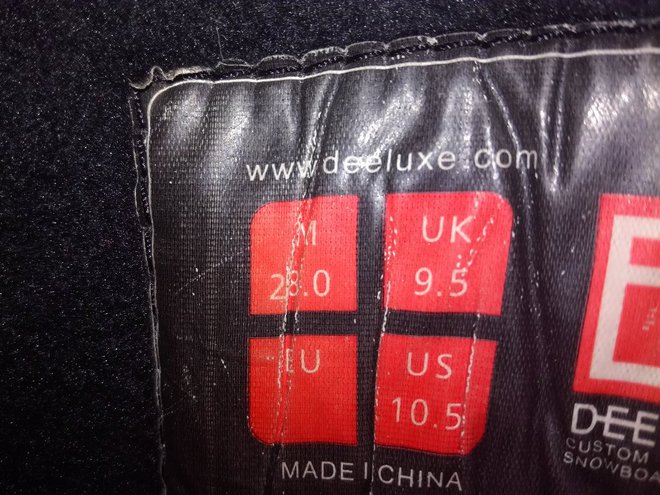 www.deeluxe.com
M
28.0
UK
9.5
EU
US
10.5
MADE I CHINA
DEE
CUSTOM
SNOWBOA